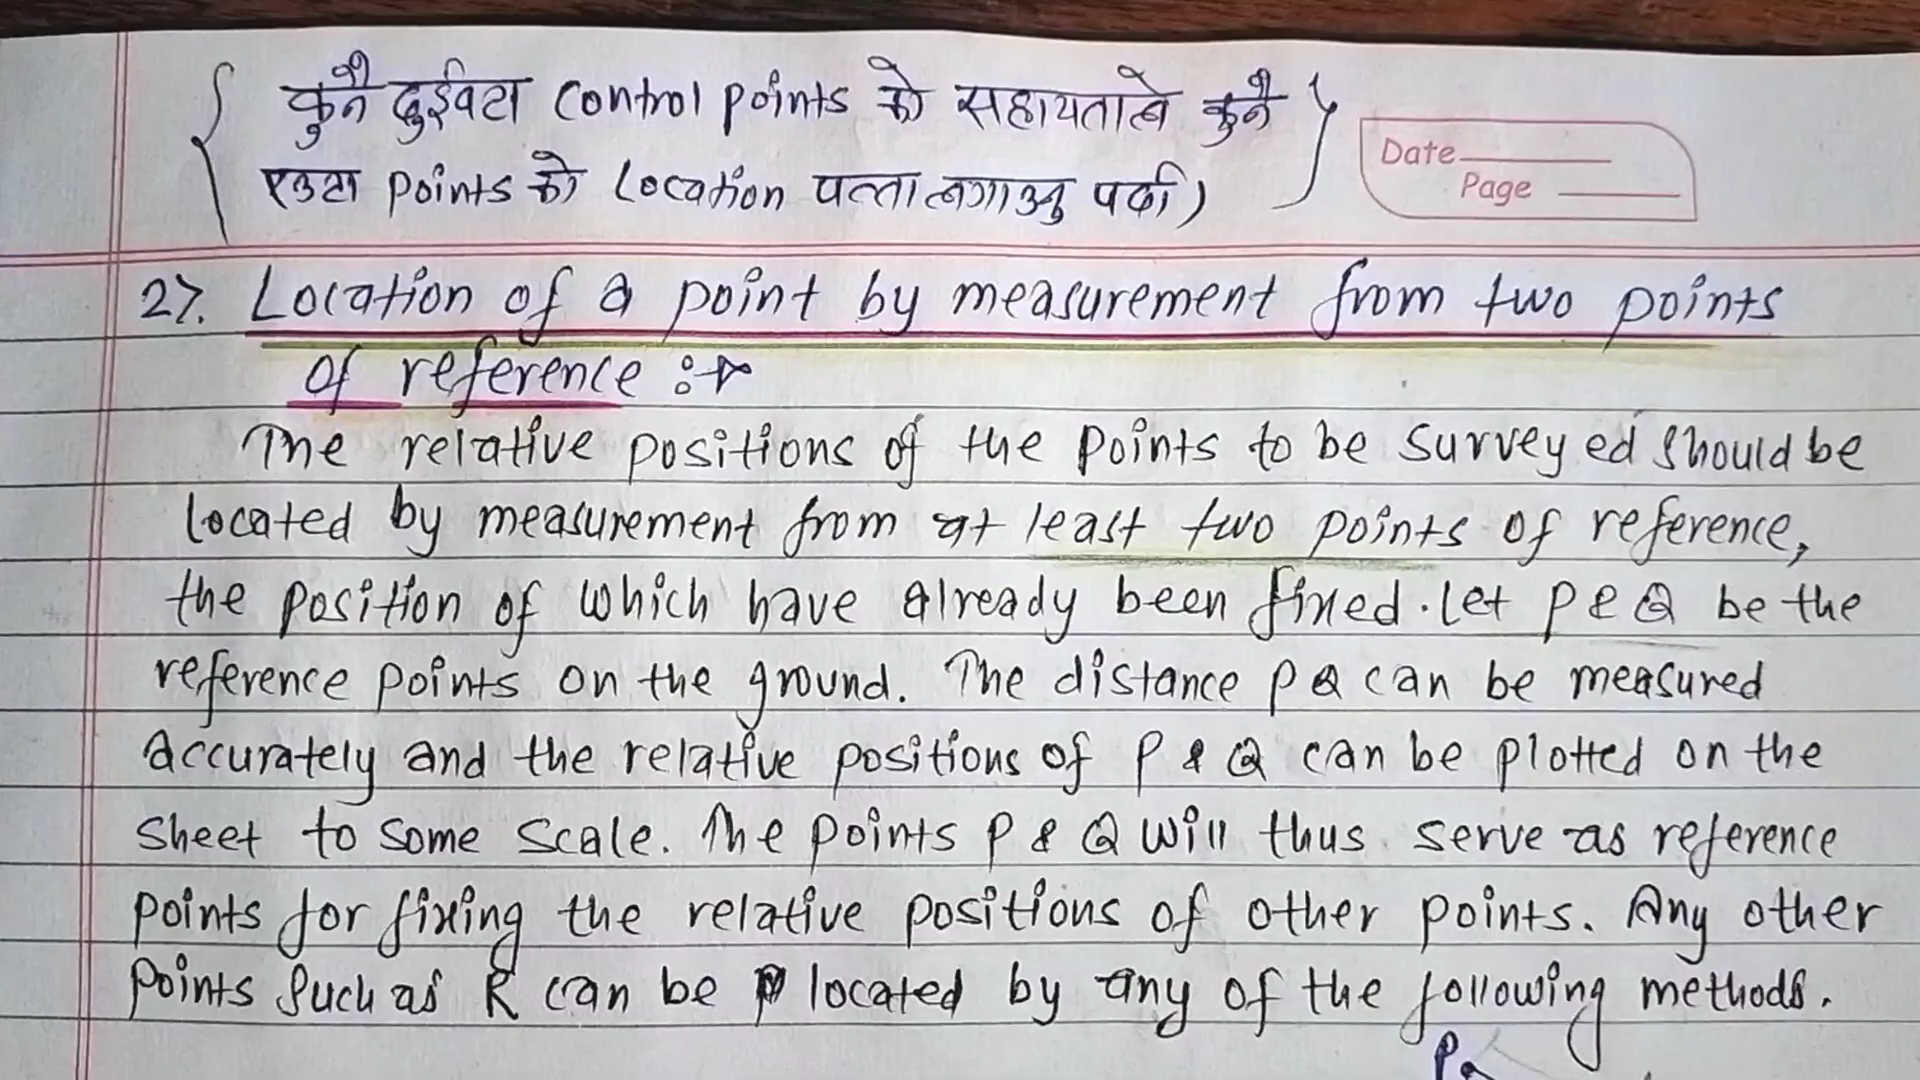 { कुनै दुईवटा control points को सहायताले कुनै }
एउटा points को location पत्ता लगाउनु पर्दा)
Date
Page
2>. Location of a point by measurement from two points
of reference :→
The relative positions of the points to be surveyed should be
located by measurement from at least two points of reference,
the position of which have already been fixed. Let P & Q be the
reference points on the ground. The distance PQ can be measured
accurately and the relative positions of P & Q can be plotted on the
sheet to some scale. The points P & Q will thus serve as reference
points for fixing the relative positions of other points. Any other
points such as R can be located by any of the following methods.